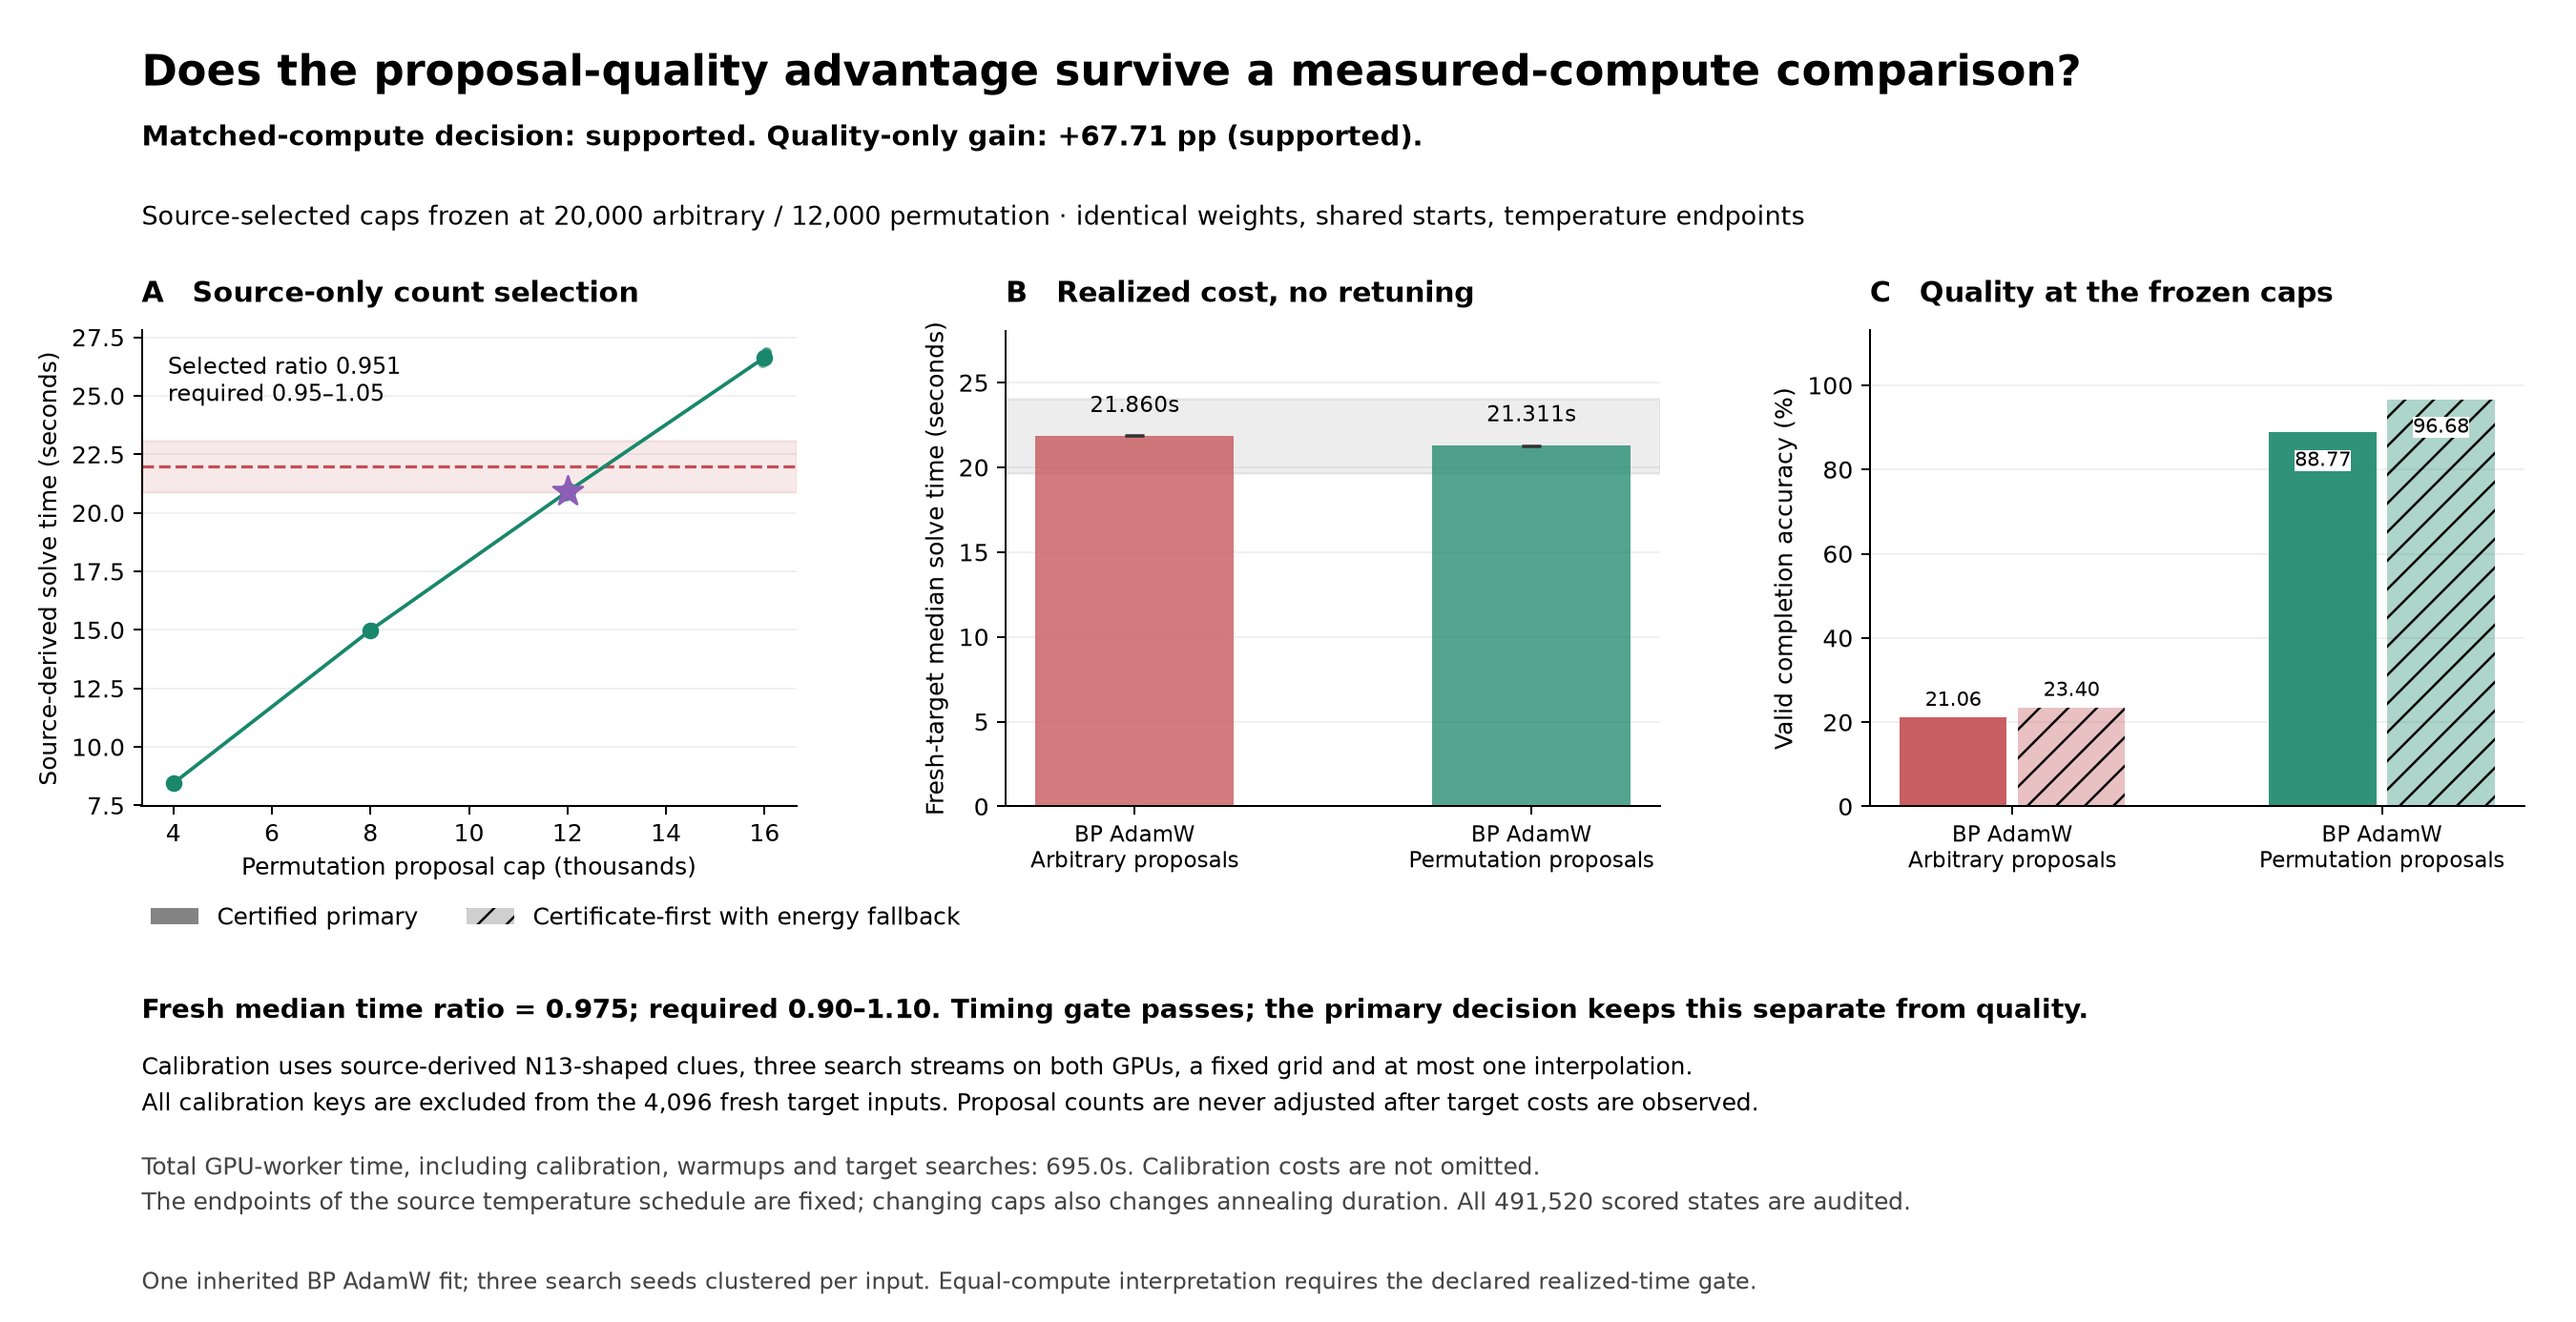 Does the proposal-quality advantage survive a measured-compute comparison?
Matched-compute decision: supported. Quality-only gain: +67.71 pp (supported).
Source-selected caps frozen at 20,000 arbitrary / 12,000 permutation · identical weights, shared starts, temperature endpoints
A Source-only count selection
Source-derived solve time (seconds)
27.5
25.0
22.5
20.0
17.5
15.0
12.5
10.0
7.5
Selected ratio 0.951
required 0.95–1.05
4 6 8 10 12 14 16
Permutation proposal cap (thousands)
B Realized cost, no retuning
Fresh-target median solve time (seconds)
25
20
15
10
5
0
21.860s
21.311s
BP AdamW
Arbitrary proposals
BP AdamW
Permutation proposals
C Quality at the frozen caps
Valid completion accuracy (%)
100
80
60
40
20
0
21.06
23.40
88.77
96.68
BP AdamW
Arbitrary proposals
BP AdamW
Permutation proposals
Certified primary
Certificate-first with energy fallback
Fresh median time ratio = 0.975; required 0.90–1.10. Timing gate passes; the primary decision keeps this separate from quality.
Calibration uses source-derived N13-shaped clues, three search streams on both GPUs, a fixed grid and at most one interpolation.
All calibration keys are excluded from the 4,096 fresh target inputs. Proposal counts are never adjusted after target costs are observed.
Total GPU-worker time, including calibration, warmups and target searches: 695.0s. Calibration costs are not omitted.
The endpoints of the source temperature schedule are fixed; changing caps also changes annealing duration. All 491,520 scored states are audited.
One inherited BP AdamW fit; three search seeds clustered per input. Equal-compute interpretation requires the declared realized-time gate.